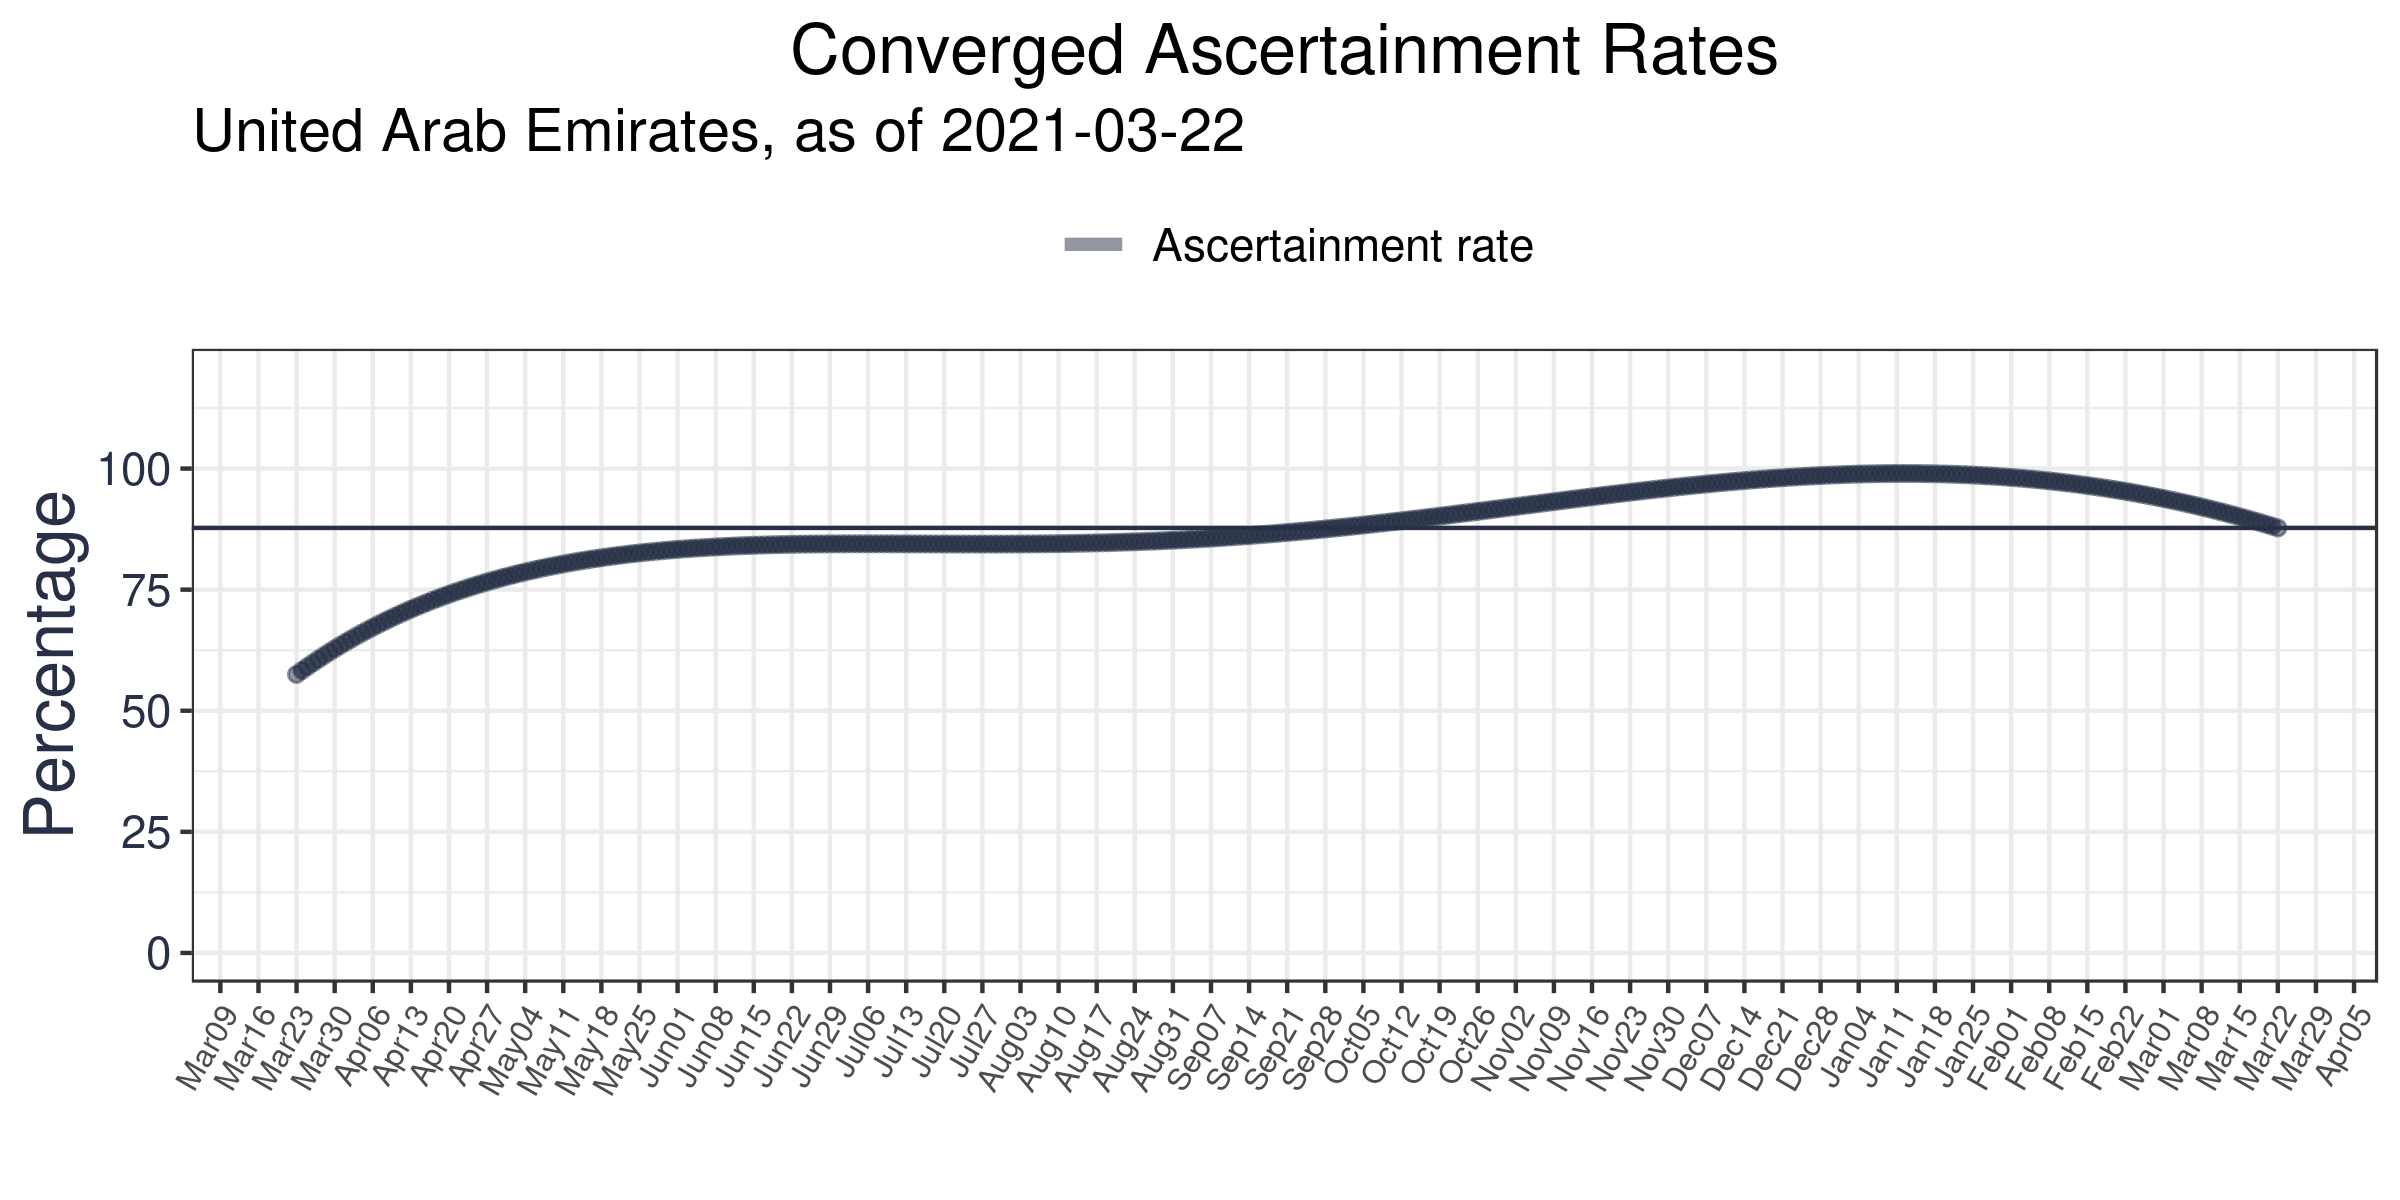 Converged Ascertainment Rates
United Arab Emirates, as of 2021-03-22
Ascertainment rate
Percentage
100
75
50
25
0
Mar09 Mar16 Mar23 Mar30 Apr06 Apr13 Apr20 Apr27 May04 May11 May18 May25 Jun01 Jun08 Jun15 Jun22 Jun29 Jul06 Jul13 Jul20 Jul27 Aug03 Aug10 Aug17 Aug24 Aug31 Sep07 Sep14 Sep21 Sep28 Oct05 Oct12 Oct19 Oct26 Nov02 Nov09 Nov16 Nov23 Nov30 Dec07 Dec14 Dec21 Dec28 Jan04 Jan11 Jan18 Jan25 Feb01 Feb08 Feb15 Feb22 Mar01 Mar08 Mar15 Mar22 Mar29 Apr05